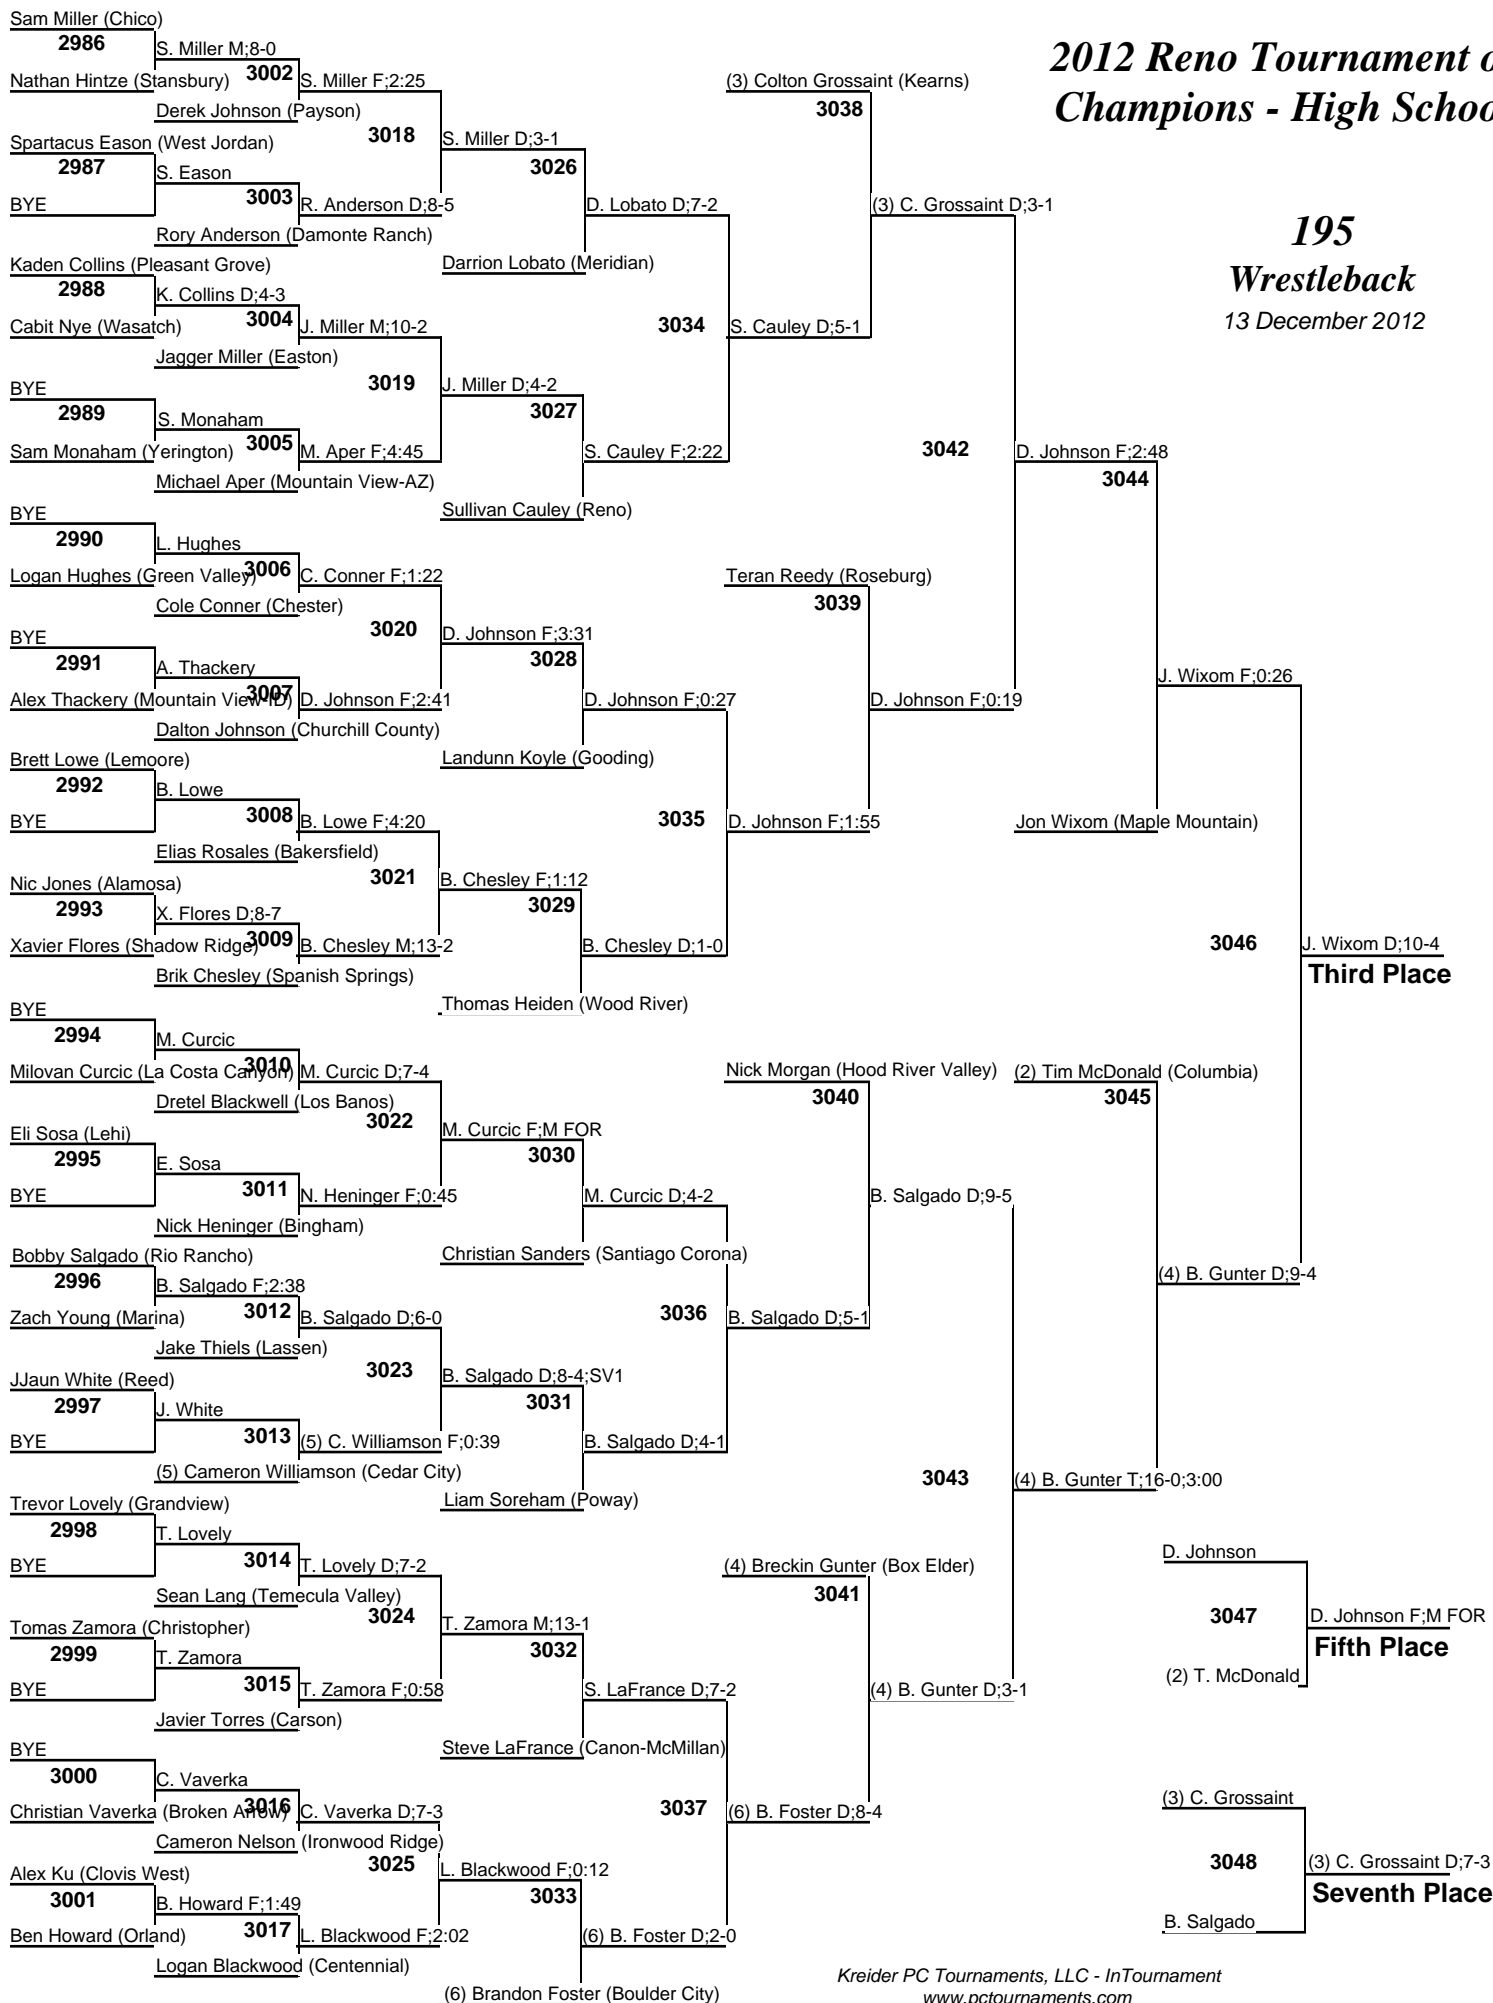 2012 Reno Tournament o
Champions - High Schoo
195
Wrestleback
13 December 2012
Sam Miller (Chico)
2986
Nathan Hintze (Stansbury)
Spartacus Eason (West Jordan)
2987
BYE
Kaden Collins (Pleasant Grove)
2988
Cabit Nye (Wasatch)
BYE
2989
Sam Monaham (Yerington)
BYE
2990
Logan Hughes (Green Valley)
BYE
2991
Alex Thackery (Mountain View-ID)
Brett Lowe (Lemoore)
2992
BYE
Nic Jones (Alamosa)
2993
Xavier Flores (Shadow Ridge)
BYE
2994
Milovan Curcic (La Costa Canyon)
Eli Sosa (Lehi)
2995
BYE
Bobby Salgado (Rio Rancho)
2996
Zach Young (Marina)
JJaun White (Reed)
2997
BYE
Trevor Lovely (Grandview)
2998
BYE
Tomas Zamora (Christopher)
2999
BYE
BYE
3000
Christian Vaverka (Broken Arrow)
Alex Ku (Clovis West)
3001
Ben Howard (Orland)
S. Miller M;8-0
3002
Derek Johnson (Payson)
S. Eason
3003
Rory Anderson (Damonte Ranch)
K. Collins D;4-3
3004
Jagger Miller (Easton)
S. Monaham
3005
Michael Aper (Mountain View-AZ)
L. Hughes
3006
Cole Conner (Chester)
A. Thackery
3007
Dalton Johnson (Churchill County)
B. Lowe
3008
Elias Rosales (Bakersfield)
X. Flores D;8-7
3009
Brik Chesley (Spanish Springs)
M. Curcic
3010
Dretel Blackwell (Los Banos)
E. Sosa
3011
Nick Heninger (Bingham)
B. Salgado F;2:38
3012
Jake Thiels (Lassen)
J. White
3013
(5) Cameron Williamson (Cedar City)
T. Lovely
3014
Sean Lang (Temecula Valley)
T. Zamora
3015
Javier Torres (Carson)
C. Vaverka
3016
Cameron Nelson (Ironwood Ridge)
B. Howard F;1:49
3017
Logan Blackwood (Centennial)
S. Miller F;2:25
3018
R. Anderson D;8-5
J. Miller M;10-2
3019
M. Aper F;4:45
C. Conner F;1:22
3020
D. Johnson F;2:41
B. Lowe F;4:20
3021
B. Chesley M;13-2
M. Curcic D;7-4
3022
N. Heninger F;0:45
B. Salgado D;6-0
3023
(5) C. Williamson F;0:39
T. Lovely D;7-2
3024
T. Zamora F;0:58
C. Vaverka D;7-3
3025
L. Blackwood F;2:02
S. Miller D;3-1
3026
Darrion Lobato (Meridian)
J. Miller D;4-2
3027
Sullivan Cauley (Reno)
D. Johnson F;3:31
3028
Landunn Koyle (Gooding)
B. Chesley F;1:12
3029
Thomas Heiden (Wood River)
M. Curcic F;M FOR
3030
Christian Sanders (Santiago Corona)
B. Salgado D;8-4;SV1
3031
Liam Soreham (Poway)
T. Zamora M;13-1
3032
Steve LaFrance (Canon-McMillan)
L. Blackwood F;0:12
3033
(6) Brandon Foster (Boulder City)
D. Lobato D;7-2
3034
S. Cauley F;2:22
D. Johnson F;0:27
3035
B. Chesley D;1-0
M. Curcic D;4-2
3036
B. Salgado D;4-1
S. LaFrance D;7-2
3037
(6) B. Foster D;2-0
(3) Colton Grossaint (Kearns)
3038
S. Cauley D;5-1
Teran Reedy (Roseburg)
3039
D. Johnson F;1:55
Nick Morgan (Hood River Valley)
3040
B. Salgado D;5-1
(4) Breckin Gunter (Box Elder)
3041
(6) B. Foster D;8-4
(3) C. Grossaint D;3-1
3042
D. Johnson F;0:19
B. Salgado D;9-5
3043
(4) B. Gunter D;3-1
D. Johnson F;2:48
3044
Jon Wixom (Maple Mountain)
(2) Tim McDonald (Columbia)
3045
(4) B. Gunter T;16-0;3:00
J. Wixom F;0:26
3046
(4) B. Gunter D;9-4
J. Wixom D;10-4
Third Place
D. Johnson
3047
(2) T. McDonald
D. Johnson F;M FOR
Fifth Place
(3) C. Grossaint
3048
B. Salgado
(3) C. Grossaint D;7-3
Seventh Place
Kreider PC Tournaments, LLC - InTournament
www.pctournaments.com